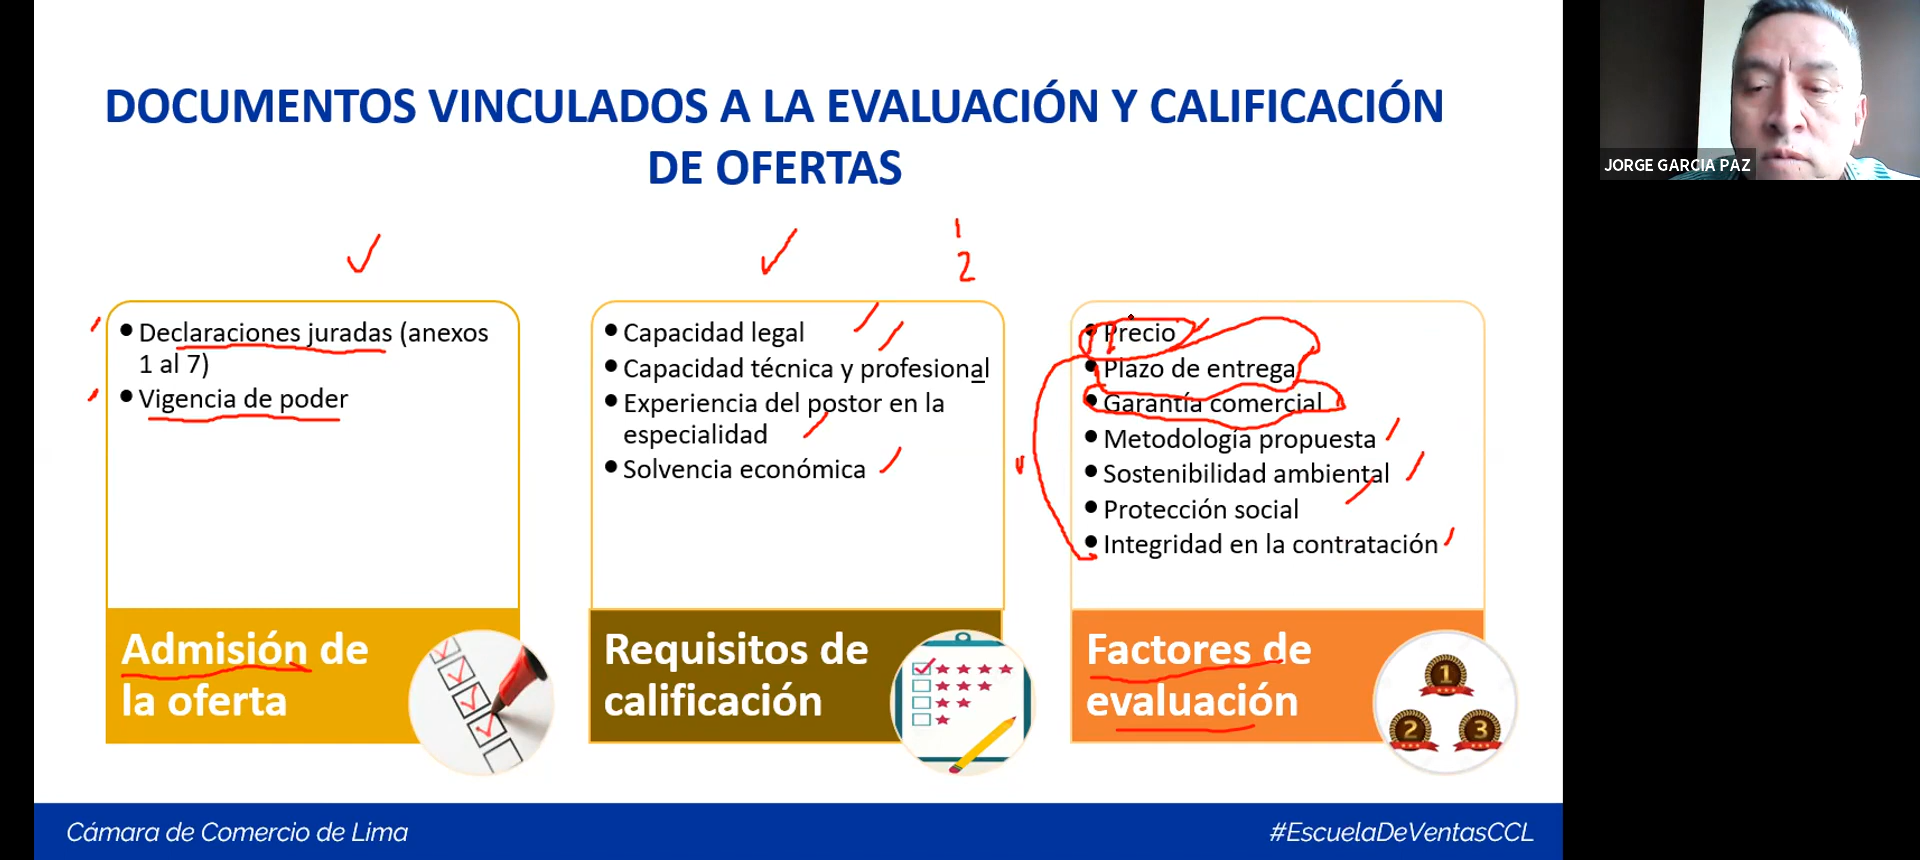 DOCUMENTOS VINCULADOS A LA EVALUACIÓN Y CALIFICACIÓN
DE OFERTAS
JORGE GARCIA PAZ
1
2
• Declaraciones juradas (anexos
1 al 7)
• Vigencia de poder
Admisión de
la oferta
• Capacidad legal
• Capacidad técnica y profesional
• Experiencia del postor en la
especialidad
• Solvencia económica
Requisitos de
calificación
• Precio
• Plazo de entrega
• Garantía comercial
• Metodología propuesta
• Sostenibilidad ambiental
• Protección social
• Integridad en la contratación
Factores de
evaluación
1
2
3
Cámara de Comercio de Lima
#EscuelaDeVentasCCL